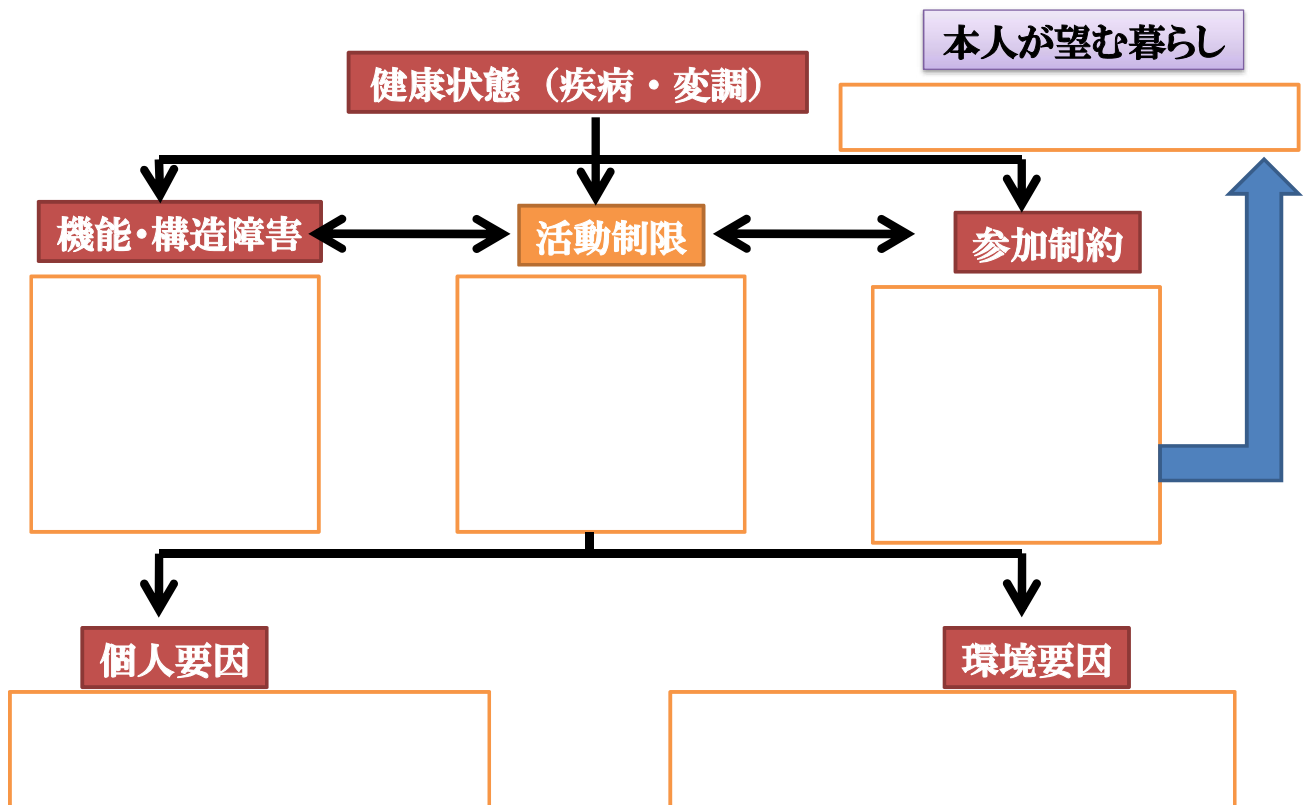 本人が望む暮らし
健康状態（疾病・変調）
機能・構造障害
活動制限
参加制約
個人要因
環境要因